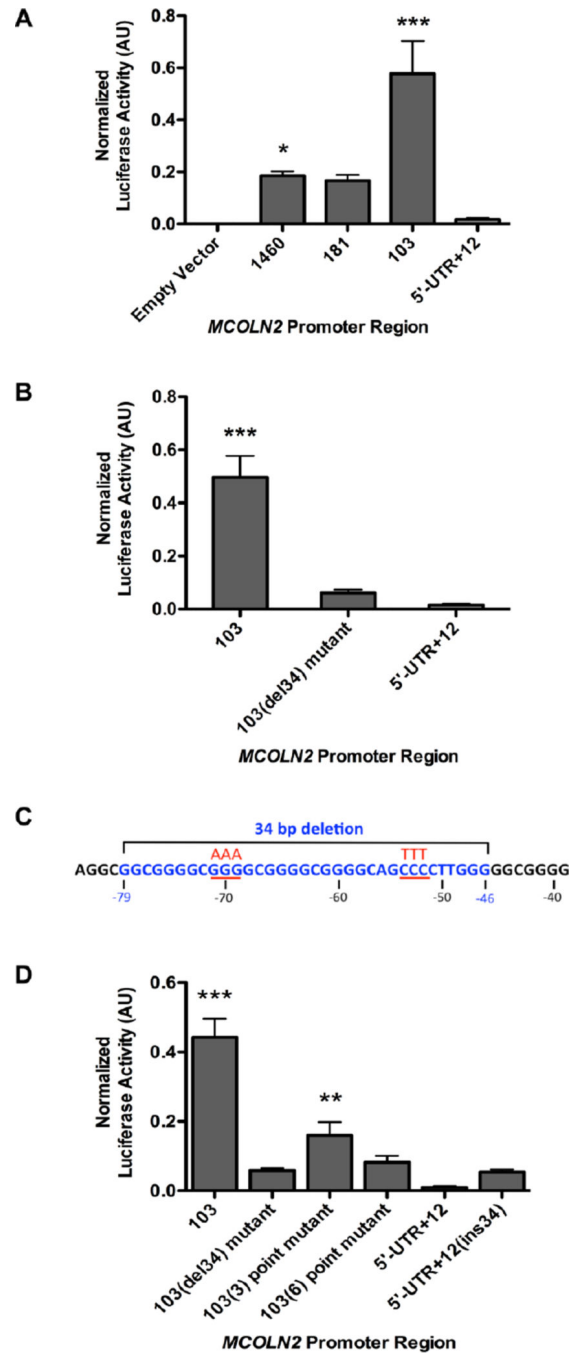 A
Normalized
Luciferase Activity (AU)
0.8
0.6
0.4
0.2
0.0
*
***
Empty Vector
1460
181
103
5'-UTR+12
MCOLN2 Promoter Region
B
Normalized
Luciferase Activity (AU)
0.8
0.6
0.4
0.2
0.0
***
103
103(del34) mutant
5'-UTR+12
MCOLN2 Promoter Region
C
34 bp deletion
AAA TTT
AGGCGGCGGGGCGGGGCGGGGCGGGGCAGCCCCTTGGGGGCGGGG
-79 -70 -60 -50 -46 -40
D
Normalized
Luciferase Activity (AU)
0.6
0.4
0.2
0.0
***
**
103
103(del34) mutant
103(3) point mutant
103(6) point mutant
5'-UTR+12
5'-UTR+12(ins34)
MCOLN2 Promoter Region